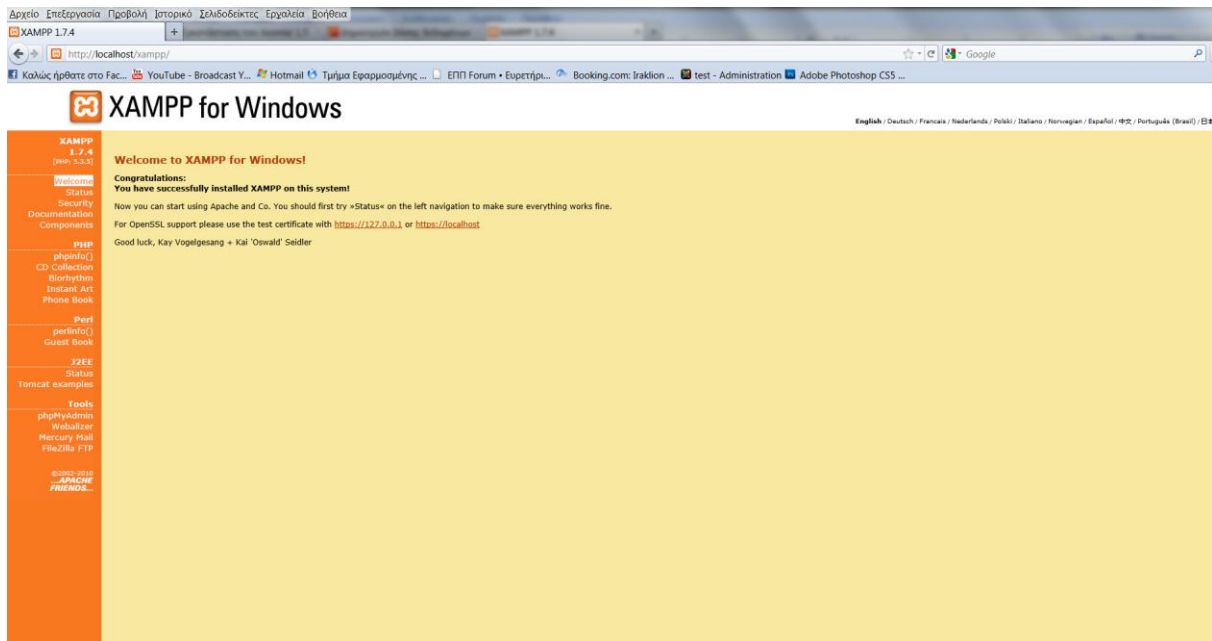 Αρχείο Επεξεργασία Προβολή Ιστορικό Σελιδοδείκτες Εργαλεία Βοήθεια
XAMPP 1.7.4 +
http://localhost/xampp/ Google
Καλώς ήρθατε στο Fac... YouTube - Broadcast Y... Hotmail Τμήμα Εφαρμοσμένης ... ΕΠΠ Forum • Ευρετήρι... Booking.com: Iraklion ... test - Administration Adobe Photoshop CS5 ...
XAMPP for Windows
English / Deutsch / Francais / Nederlands / Polski / Italiano / Norwegian / Español / 中文 / Português (Brasil) / 日
XAMPP
1.7.4
[PHP: 5.3.5]
Welcome
Status
Security
Documentation
Components
PHP
phpinfo()
CD Collection
Biorhythm
Instant Art
Phone Book
Perl
perlinfo()
Guest Book
J2EE
Status
Tomcat examples
Tools
phpMyAdmin
Webalizer
Mercury Mail
FileZilla FTP
©2002-2010
...APACHE
FRIENDS...
Welcome to XAMPP for Windows!
Congratulations:
You have successfully installed XAMPP on this system!
Now you can start using Apache and Co. You should first try »Status« on the left navigation to make sure everything works fine.
For OpenSSL support please use the test certificate with https://127.0.0.1 or https://localhost
Good luck, Kay Vogelgesang + Kai 'Oswald' Seidler